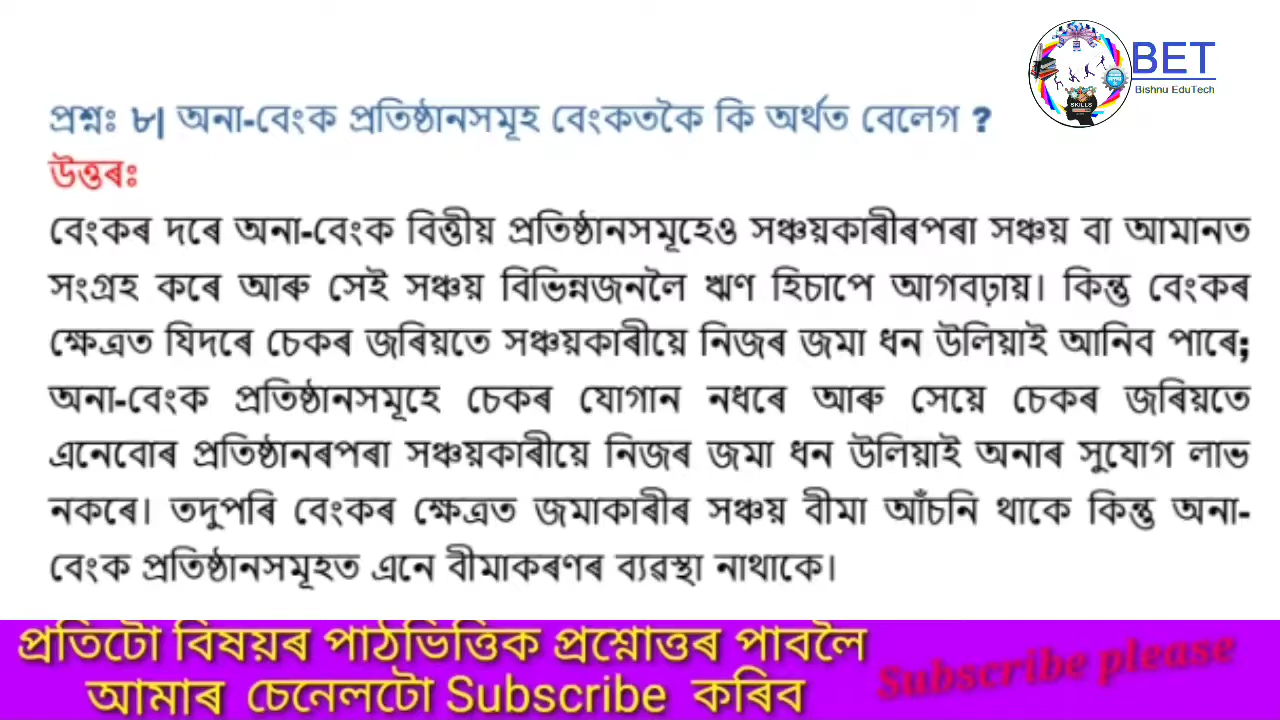 BET
Bishnu EduTech
SKILLS
প্ৰশ্নঃ ৮| অনা-বেংক প্ৰতিষ্ঠানসমূহ বেংকতকৈ কি অৰ্থত বেলেগ ?
উত্তৰঃ
বেংকৰ দৰে অনা-বেংক বিত্তীয় প্ৰতিষ্ঠানসমূহেও সঞ্চয়কাৰীৰপৰা সঞ্চয় বা আমানত
সংগ্ৰহ কৰে আৰু সেই সঞ্চয় বিভিন্নজনলৈ ঋণ হিচাপে আগবঢ়ায়। কিন্তু বেংকৰ
ক্ষেত্ৰত যিদৰে চেকৰ জৰিয়তে সঞ্চয়কাৰীয়ে নিজৰ জমা ধন উলিয়াই আনিব পাৰে;
অনা-বেংক প্ৰতিষ্ঠানসমূহে চেকৰ যোগান নধৰে আৰু সেয়ে চেকৰ জৰিয়তে
এনেবোৰ প্ৰতিষ্ঠানৰপৰা সঞ্চয়কাৰীয়ে নিজৰ জমা ধন উলিয়াই অনাৰ সুযোগ লাভ
নকৰে। তদুপৰি বেংকৰ ক্ষেত্ৰত জমাকাৰীৰ সঞ্চয় বীমা আঁচনি থাকে কিন্তু অনা-
বেংক প্ৰতিষ্ঠানসমূহত এনে বীমাকৰণৰ ব্যৱস্থা নাথাকে।
প্ৰতিটো বিষয়ৰ পাঠভিত্তিক প্ৰশ্নোত্তৰ পাবলৈ
আমাৰ চেনেলটো Subscribe কৰিব
Subscribe please